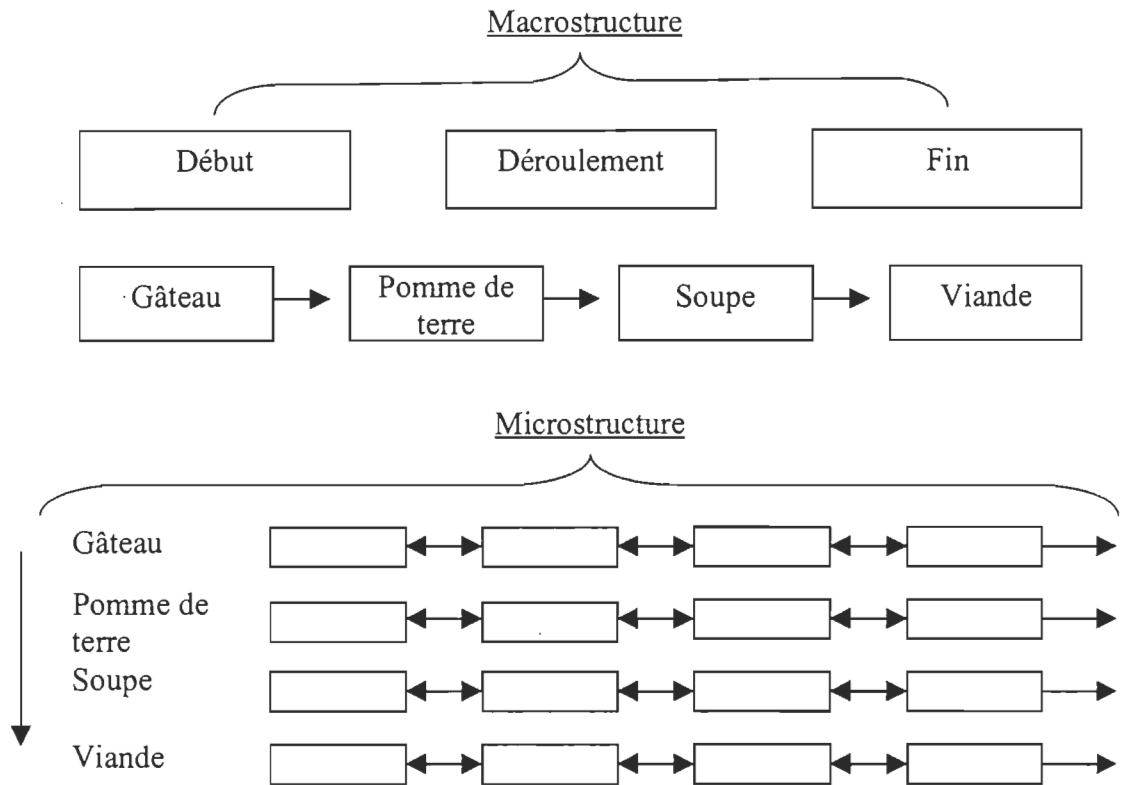 Macrostructure
Début
Déroulement
Fin
Gâteau
Pomme de
terre
Soupe
Viande
Microstructure
Gâteau
Pomme de
terre
Soupe
Viande